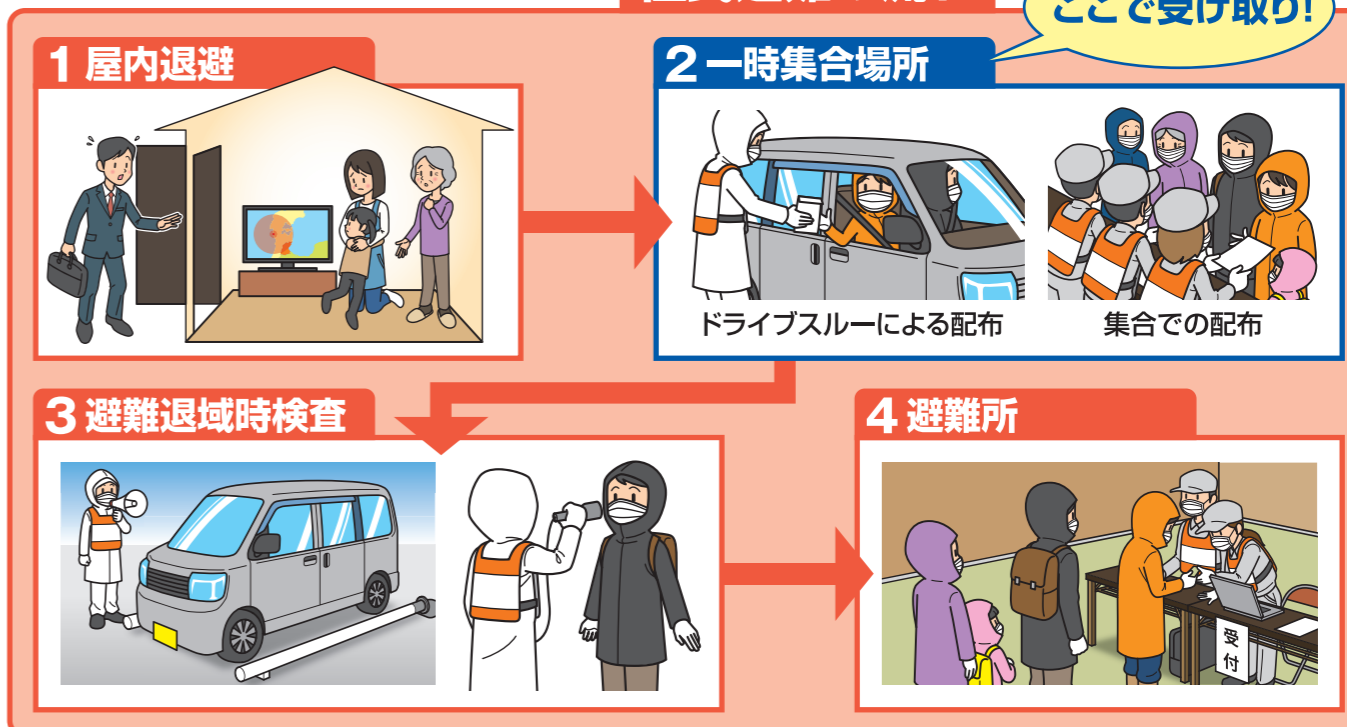 ここで受け取り!
1 屋内退避
2 一時集合場所
ドライブスルーによる配布
集合での配布
3 避難退域時検査
4 避難所
受付